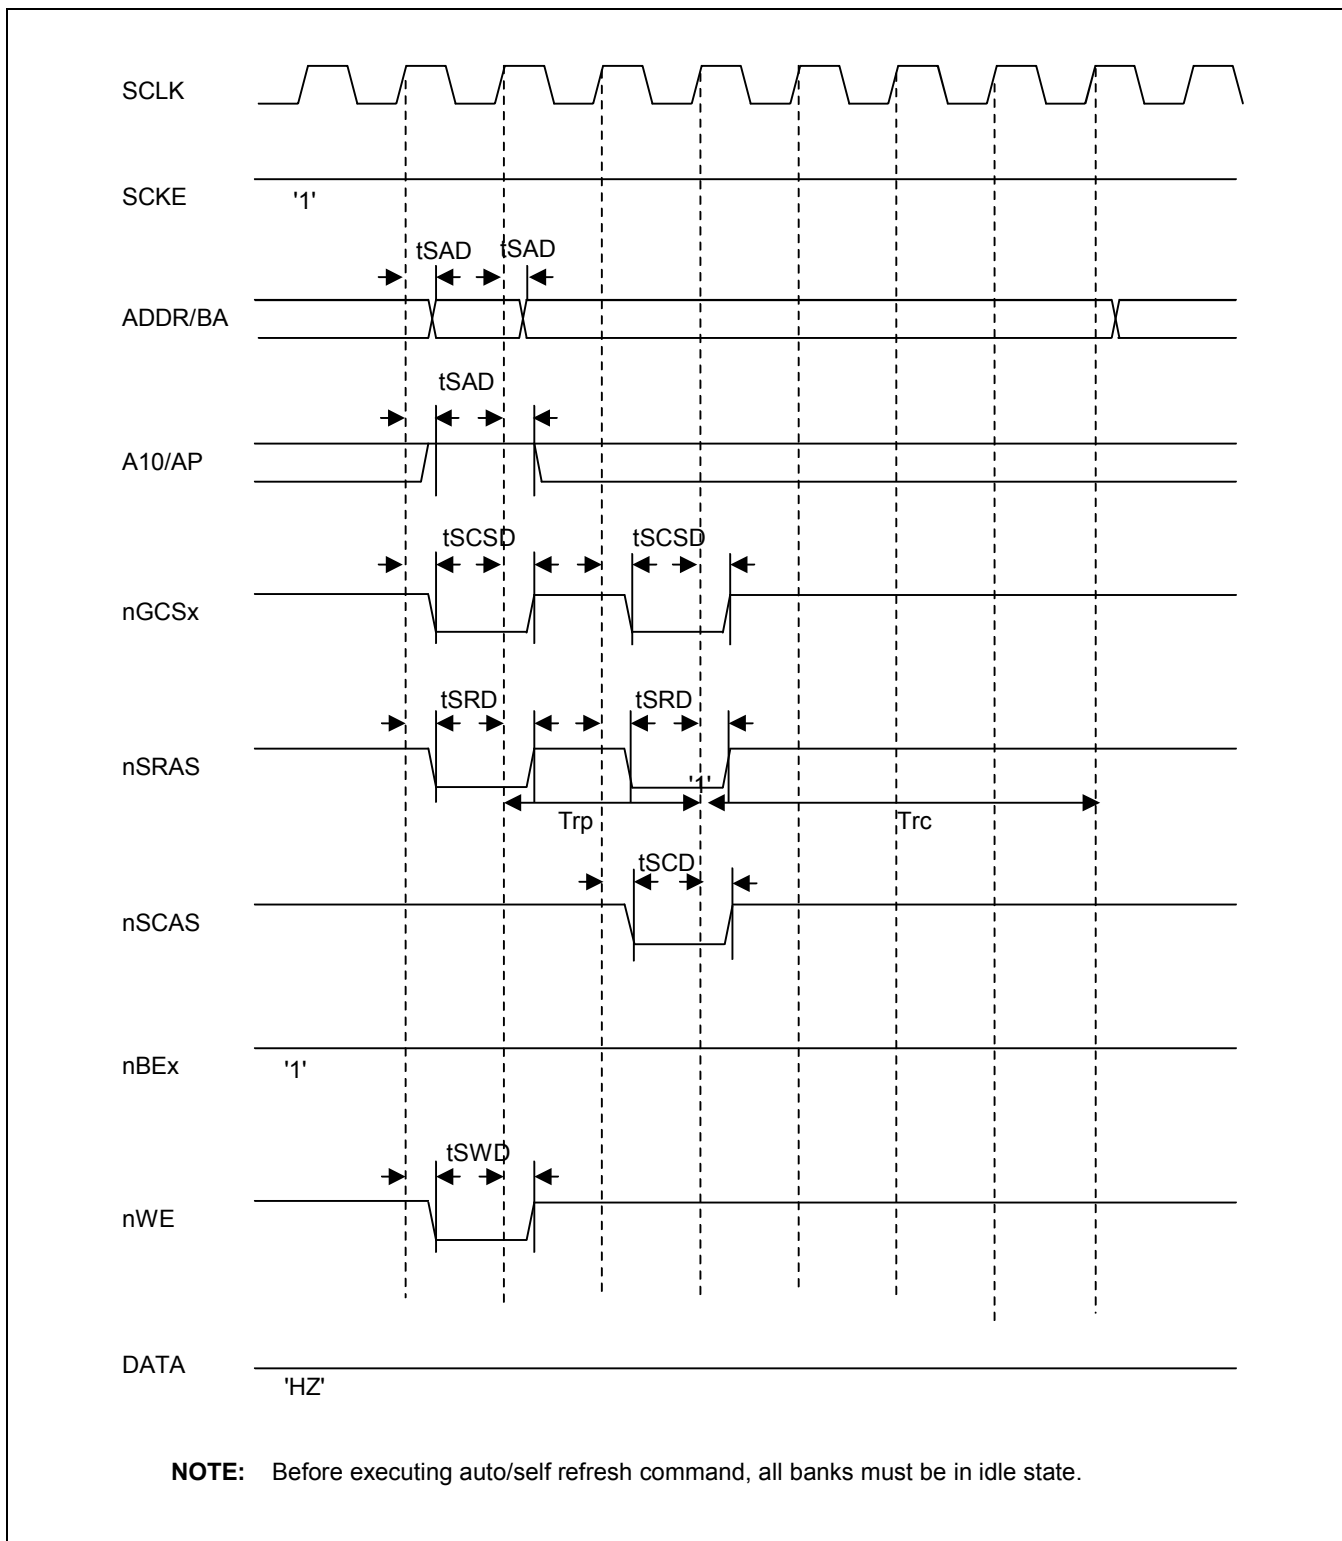 SCLK
SCKE
'1'
tSAD tSAD
ADDR/BA
tSAD
A10/AP
tSCSD tSCSD
nGCSx
tSRD tSRD
nSRAS
'1'
Trp Trc
tSCD
nSCAS
nBEx
'1'
tSWD
nWE
DATA
'HZ'
NOTE: Before executing auto/self refresh command, all banks must be in idle state.